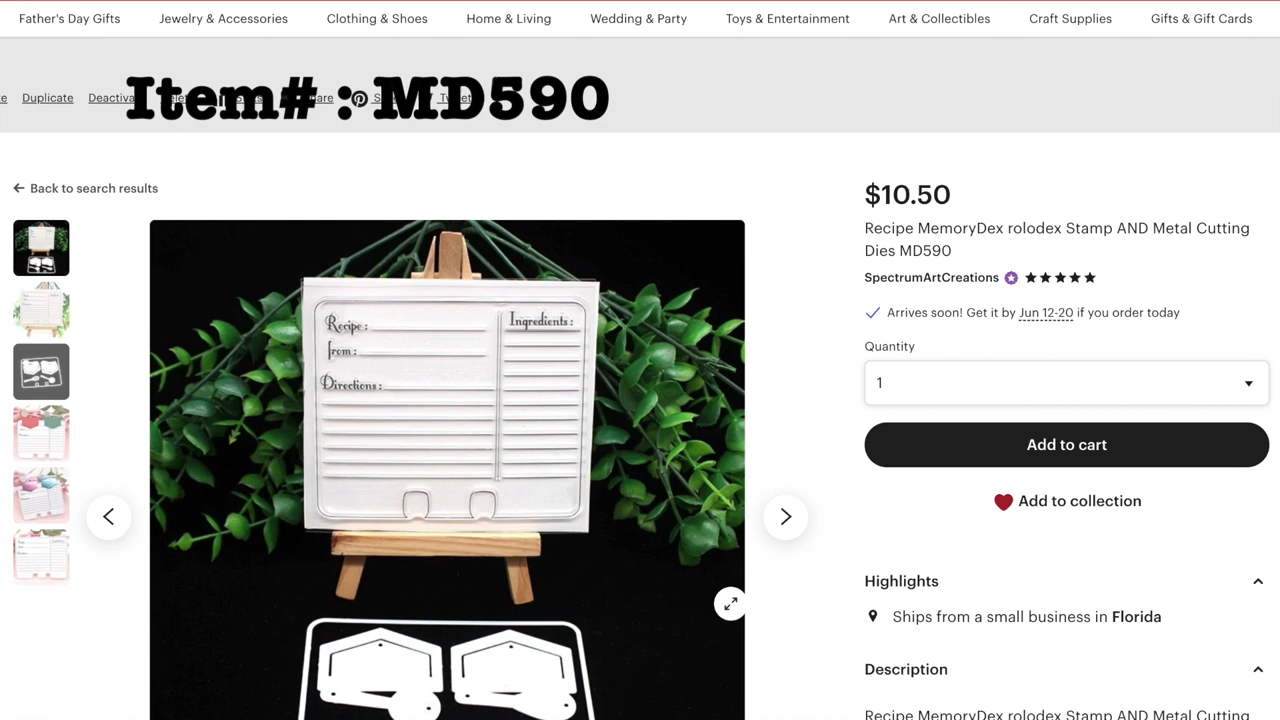 Father's Day Gifts
Jewelry & Accessories
Clothing & Shoes
Home & Living
Wedding & Party
Toys & Entertainment
Art & Collectibles
Craft Supplies
Gifts & Gift Cards
Duplicate
Item# : MD590
Back to search results
$10.50
Recipe MemoryDex rolodex Stamp AND Metal Cutting
Dies MD590
SpectrumArtCreations
Arrives soon! Get it by Jun 12-20 if you order today
Quantity
1
Add to cart
Add to collection
Highlights
Ships from a small business in Florida
Description
Recipe MemoryDex rolodex Stamp AND Metal Cutting
Recipe:
from:
Directions:
Ingredients: